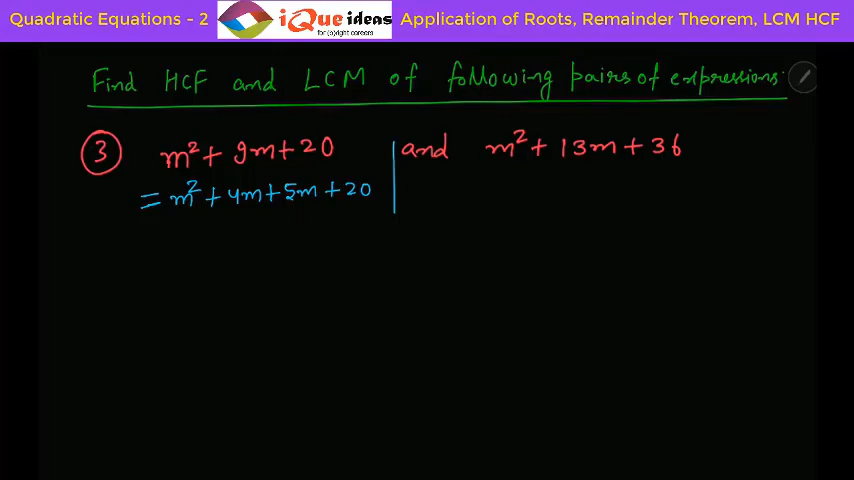 Quadratic Equations - 2 iQue ideas Application of Roots, Remainder Theorem, LCM HCF
for (b)right careers
Find HCF and LCM of following pairs of expressions.
③ m² + 9m + 20 and m² + 13m + 36
= m² + 4m + 5m + 20